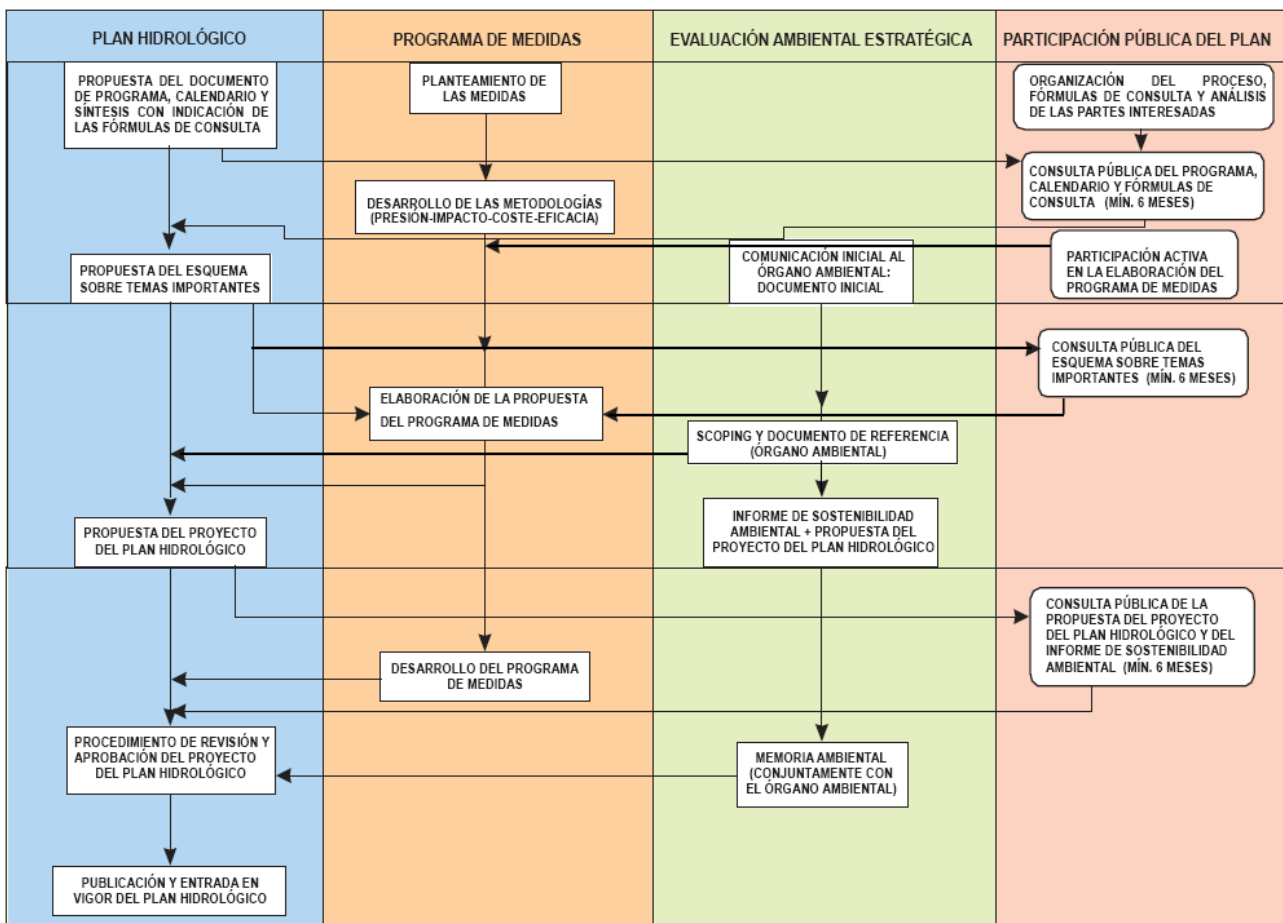 PLAN HIDROLÓGICO
PROGRAMA DE MEDIDAS
EVALUACIÓN AMBIENTAL ESTRATÉGICA
PARTICIPACIÓN PÚBLICA DEL PLAN
PROPUESTA DEL DOCUMENTO
DE PROGRAMA, CALENDARIO Y
SÍNTESIS CON INDICACIÓN DE
LAS FÓRMULAS DE CONSULTA
PLANTEAMIENTO DE
LAS MEDIDAS
ORGANIZACIÓN DEL PROCESO,
FÓRMULAS DE CONSULTA Y ANÁLISIS
DE LAS PARTES INTERESADAS
CONSULTA PÚBLICA DEL PROGRAMA,
CALENDARIO Y FÓRMULAS DE
CONSULTA (MÍN. 6 MESES)
DESARROLLO DE LAS METODOLOGÍAS
(PRESIÓN-IMPACTO-COSTE-EFICACIA)
PROPUESTA DEL ESQUEMA
SOBRE TEMAS IMPORTANTES
COMUNICACIÓN INICIAL AL
ÓRGANO AMBIENTAL:
DOCUMENTO INICIAL
PARTICIPACIÓN ACTIVA
EN LA ELABORACIÓN DEL
PROGRAMA DE MEDIDAS
CONSULTA PÚBLICA DEL
ESQUEMA SOBRE TEMAS
IMPORTANTES (MÍN. 6 MESES)
ELABORACIÓN DE LA PROPUESTA
DEL PROGRAMA DE MEDIDAS
SCOPING Y DOCUMENTO DE REFERENCIA
(ÓRGANO AMBIENTAL)
PROPUESTA DEL PROYECTO
DEL PLAN HIDROLÓGICO
INFORME DE SOSTENIBILIDAD
AMBIENTAL + PROPUESTA DEL
PROYECTO DEL PLAN HIDROLÓGICO
CONSULTA PÚBLICA DE LA
PROPUESTA DEL PROYECTO
DEL PLAN HIDROLÓGICO Y DEL
INFORME DE SOSTENIBILIDAD
AMBIENTAL (MÍN. 6 MESES)
DESARROLLO DEL PROGRAMA
DE MEDIDAS
PROCEDIMIENTO DE REVISIÓN Y
APROBACIÓN DEL PROYECTO
DEL PLAN HIDROLÓGICO
MEMORIA AMBIENTAL
(CONJUNTAMENTE CON
EL ÓRGANO AMBIENTAL)
PUBLICACIÓN Y ENTRADA EN
VIGOR DEL PLAN HIDROLÓGICO